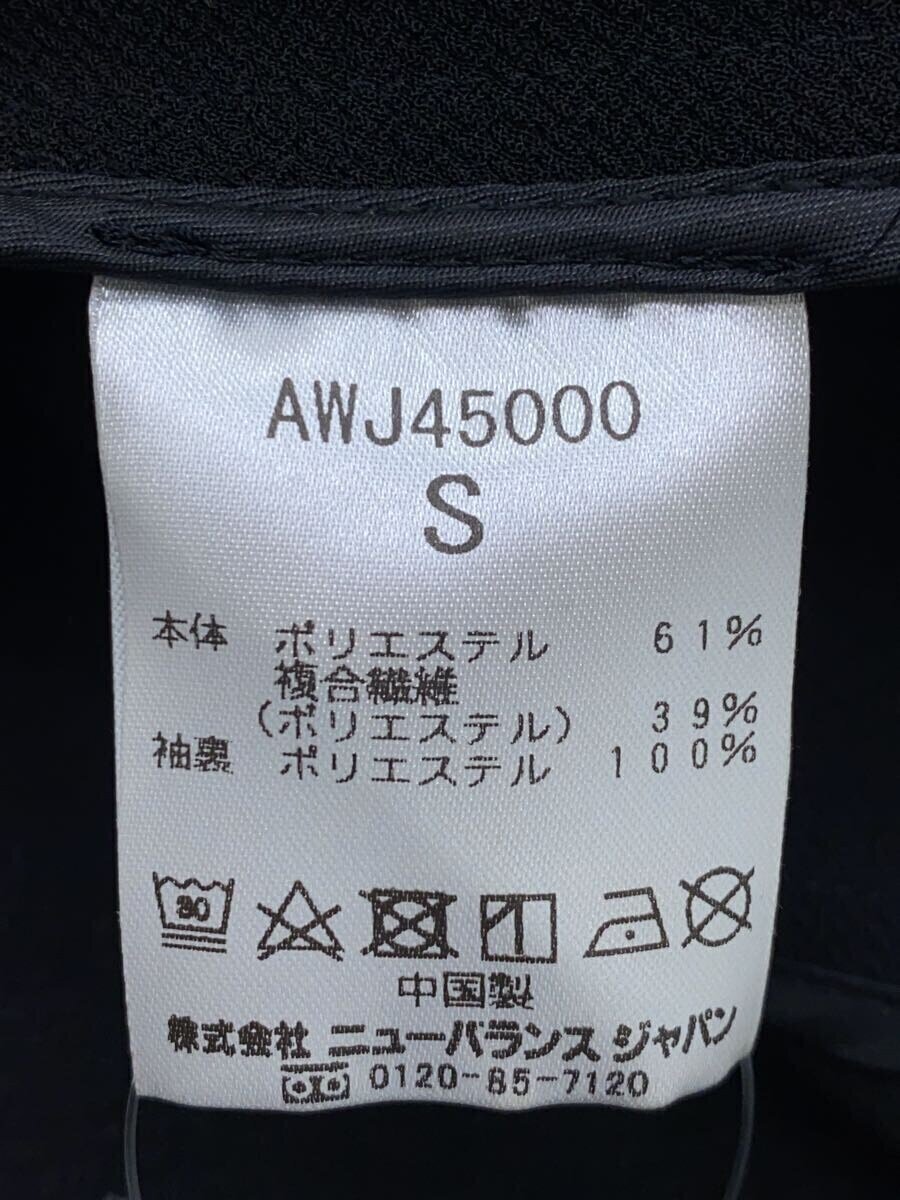 AWJ45000
S
本体 ポリエステル 61%
複合繊維
(ポリエステル) 39%
袖裏 ポリエステル 100%
30
中国製
株式会社 ニューバランス ジャパン
0120-85-7120